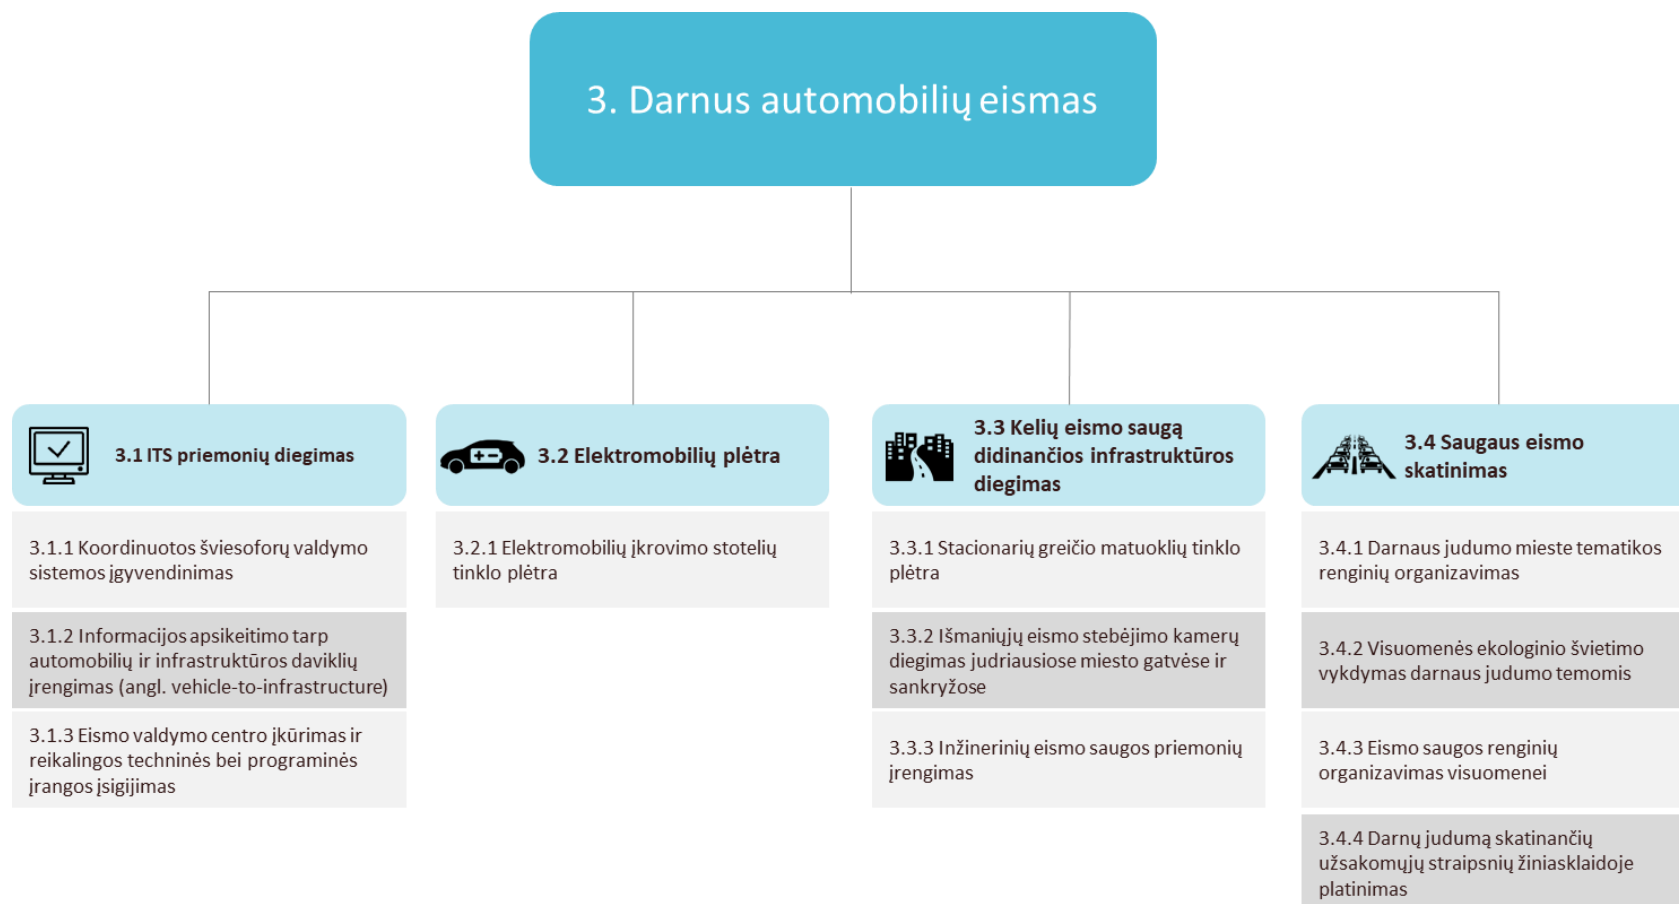 3. Darnus automobilių eismas
3.1 ITS priemonių diegimas
3.1.1 Koordinuotos šviesoforų valdymo
sistemos įgyvendinimas
3.1.2 Informacijos apsikeitimo tarp
automobilių ir infrastruktūros daviklių
įrengimas (angl. vehicle-to-infrastructure)
3.1.3 Eismo valdymo centro įkūrimas ir
reikalingos techninės bei programinės
įrangos įsigijimas
3.2 Elektromobilių plėtra
3.2.1 Elektromobilių įkrovimo stotelių
tinklo plėtra
3.3 Kelių eismo saugą
didinančios infrastruktūros
diegimas
3.3.1 Stacionarių greičio matuoklių tinklo
plėtra
3.3.2 Išmaniųjų eismo stebėjimo kamerų
diegimas judriausiose miesto gatvėse ir
sankryžose
3.3.3 Inžinerinių eismo saugos priemonių
įrengimas
3.4 Saugaus eismo
skatinimas
3.4.1 Darnaus judumo mieste tematikos
renginių organizavimas
3.4.2 Visuomenės ekologinio švietimo
vykdymas darnaus judumo temomis
3.4.3 Eismo saugos renginių
organizavimas visuomenei
3.4.4 Darnų judumą skatinančių
užsakomųjų straipsnių žiniasklaidoje
platinimas